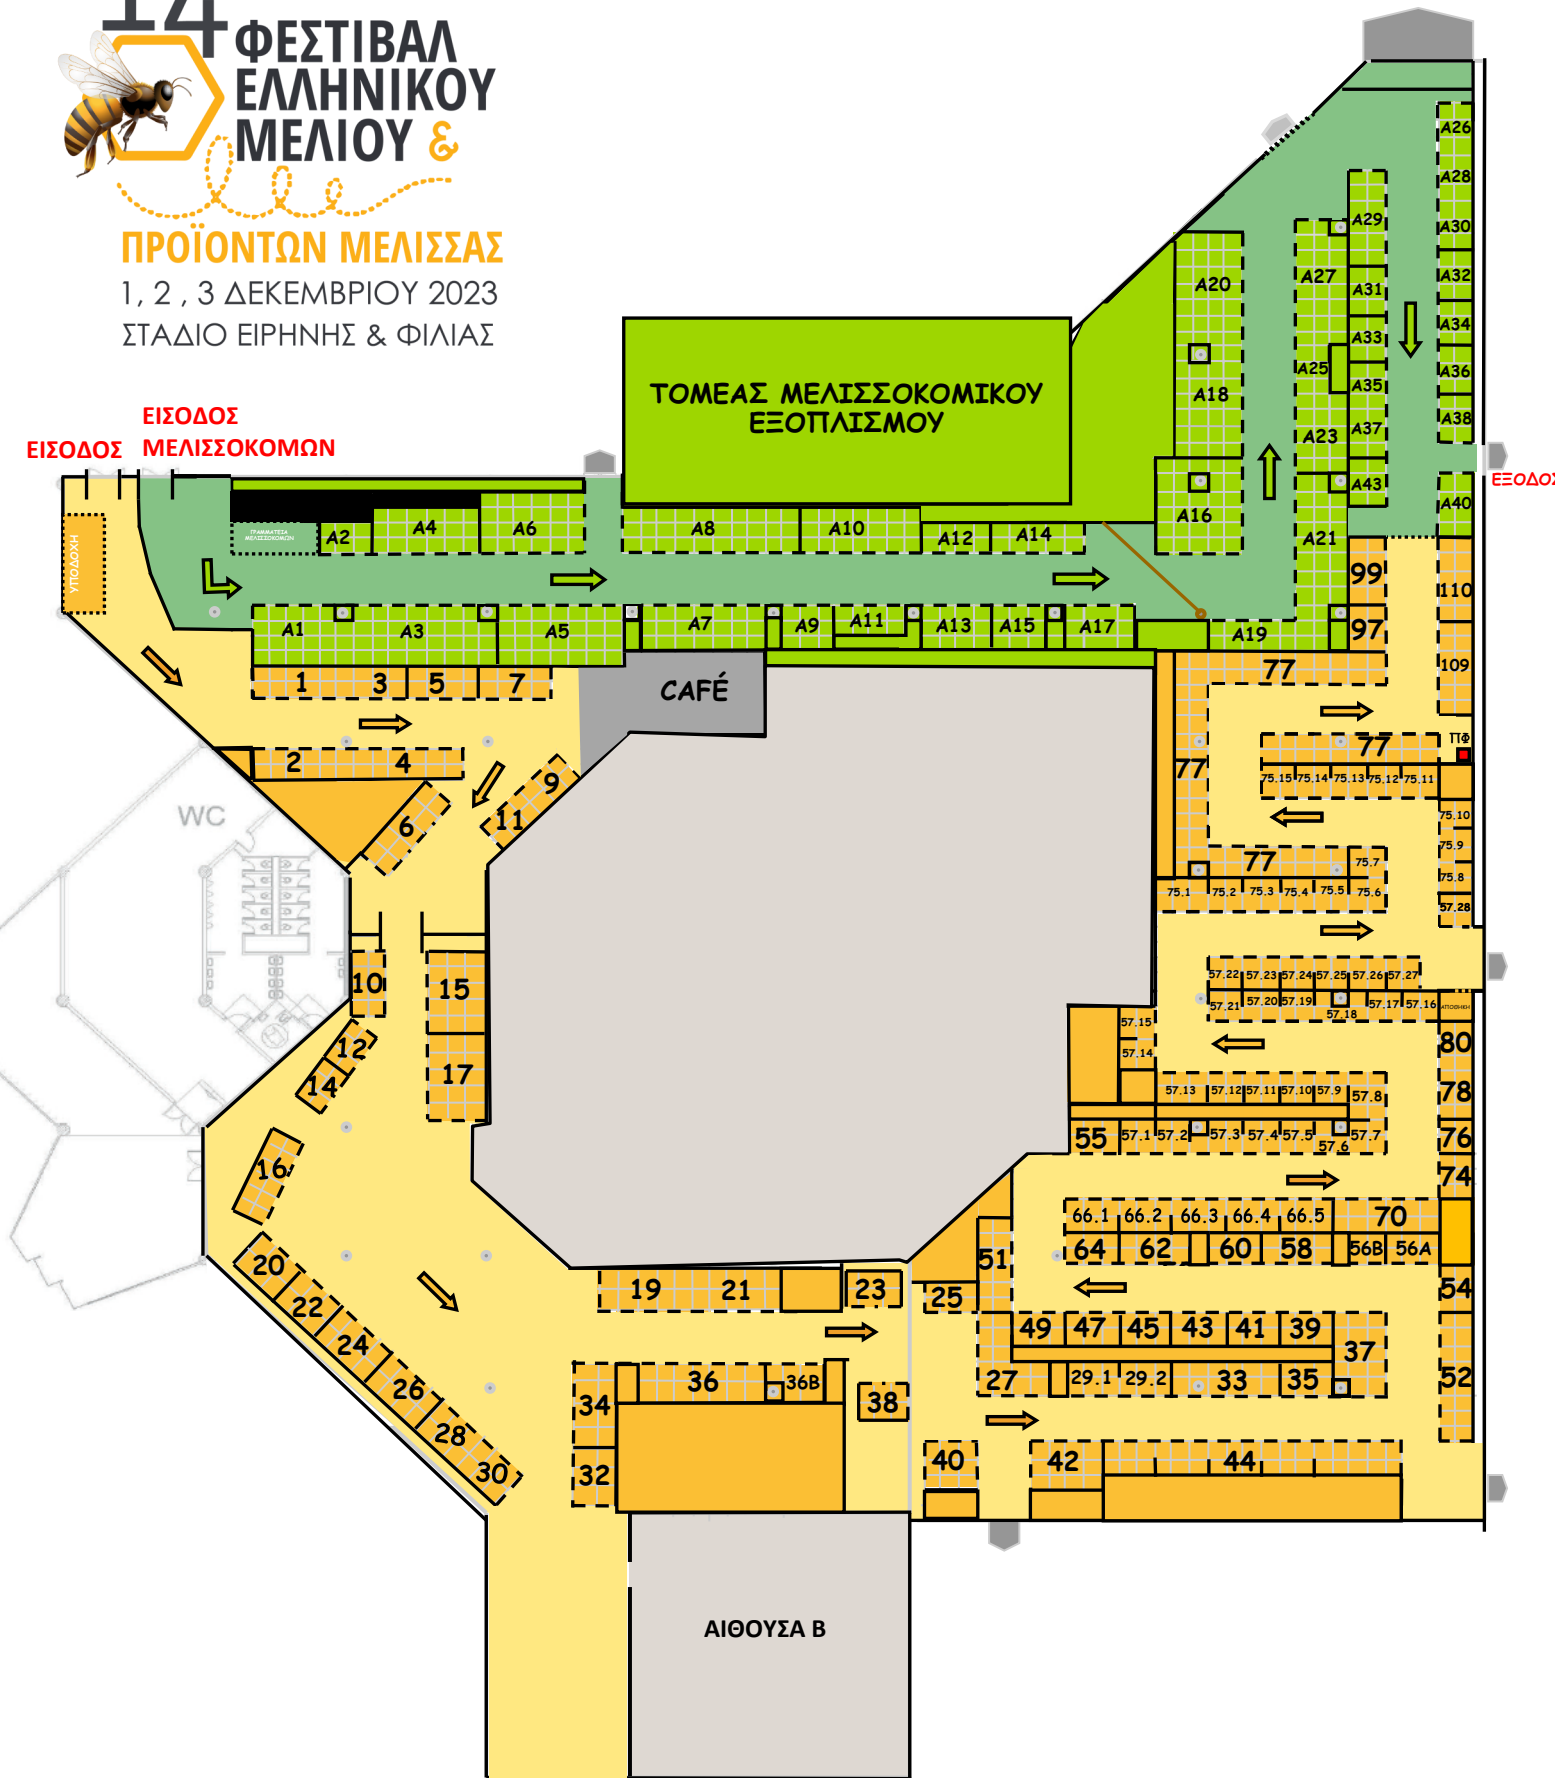 14
ΦΕΣΤΙΒΑΛ
ΕΛΛΗΝΙΚΟΥ
ΜΕΛΙΟΥ &
ΠΡΟΪΟΝΤΩΝ ΜΕΛΙΣΣΑΣ
1, 2 , 3 ΔΕΚΕΜΒΡΙΟΥ 2023
ΣΤΑΔΙΟ ΕΙΡΗΝΗΣ & ΦΙΛΙΑΣ
ΕΙΣΟΔΟΣ
ΕΙΣΟΔΟΣ
ΜΕΛΙΣΣΟΚΟΜΩΝ
ΤΟΜΕΑΣ ΜΕΛΙΣΣΟΚΟΜΙΚΟΥ
ΕΞΟΠΛΙΣΜΟΥ
ΕΞΟΔΟΣ
ΥΠΟΔΟΧΗ
ΓΡΑΜΜΑΤΕΙΑ
ΜΕΛΙΣΣΟΚΟΜΩΝ
A2
A4
A6
A8
A10
A12
A14
A16
A18
A20
A1
A3
A5
A7
A9
A11
A13
A15
A17
A19
A21
A23
A25
A27
A29
A31
A33
A35
A37
A43
A26
A28
A30
A32
A34
A36
A38
A40
99
97
110
109
1
3
5
7
CAFÉ
2
4
6
9
11
WC
10
15
12
14
17
16
20
22
24
26
28
30
19
21
23
25
34
32
36
36B
38
40
42
44
77
77
ΠΦ
75.15
75.14
75.13
75.12
75.11
77
75.10
75.9
75.8
57.28
77
75.7
75.1
75.2
75.3
75.4
75.5
75.6
57.22
57.23
57.24
57.25
57.26
57.27
57.21
57.20
57.19
57.18
57.17
57.16
ΑΠΟΘΗΚΗ
57.15
57.14
57.13
57.12
57.11
57.10
57.9
57.8
55
57.1
57.2
57.3
57.4
57.5
57.6
57.7
80
78
76
74
66.1
66.2
66.3
66.4
66.5
70
64
62
60
58
56B
56A
51
54
49
47
45
43
41
39
37
27
29.1
29.2
33
35
52
ΑΙΘΟΥΣΑ Β